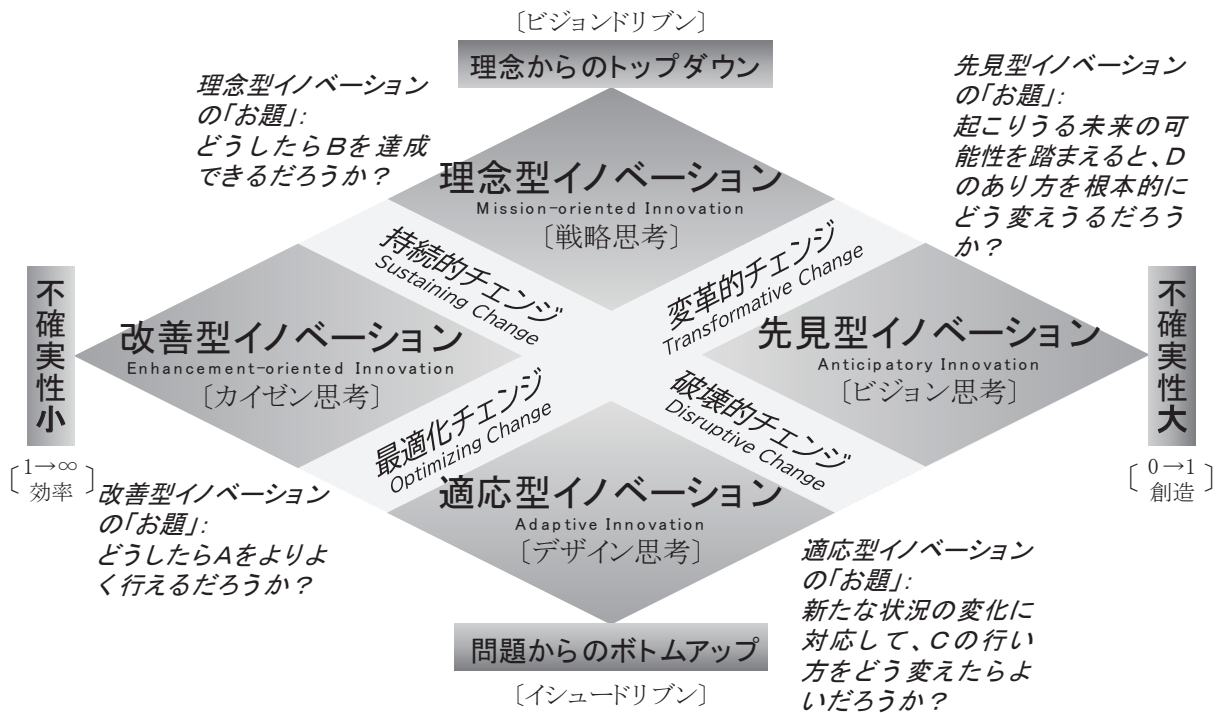 〔ビジョンドリブン〕
理念からのトップダウン
理念型イノベーション
の｢お題｣:
どうしたらＢを達成
できるだろうか？
先見型イノベーション
の｢お題｣:
起こりうる未来の可
能性を踏まえると､Ｄ
のあり方を根本的に
どう変えうるだろう
か？
理念型イノベーション
Mission-oriented Innovation
〔戦略思考〕
持続的チェンジ
Sustaining Change
変革的チェンジ
Transformative Change
不確実性小
〔1→∞
効率〕
改善型イノベーション
Enhancement-oriented Innovation
〔カイゼン思考〕
先見型イノベーション
Anticipatory Innovation
〔ビジョン思考〕
不確実性大
〔0→1
創造〕
最適化チェンジ
Optimizing Change
破壊的チェンジ
Disruptive Change
適応型イノベーション
Adaptive Innovation
〔デザイン思考〕
改善型イノベーション
の｢お題｣:
どうしたらＡをよりよ
く行えるだろうか？
適応型イノベーション
の｢お題｣:
新たな状況の変化に
対応して､Ｃの行い
方をどう変えたらよ
いだろうか？
問題からのボトムアップ
〔イシュードリブン〕